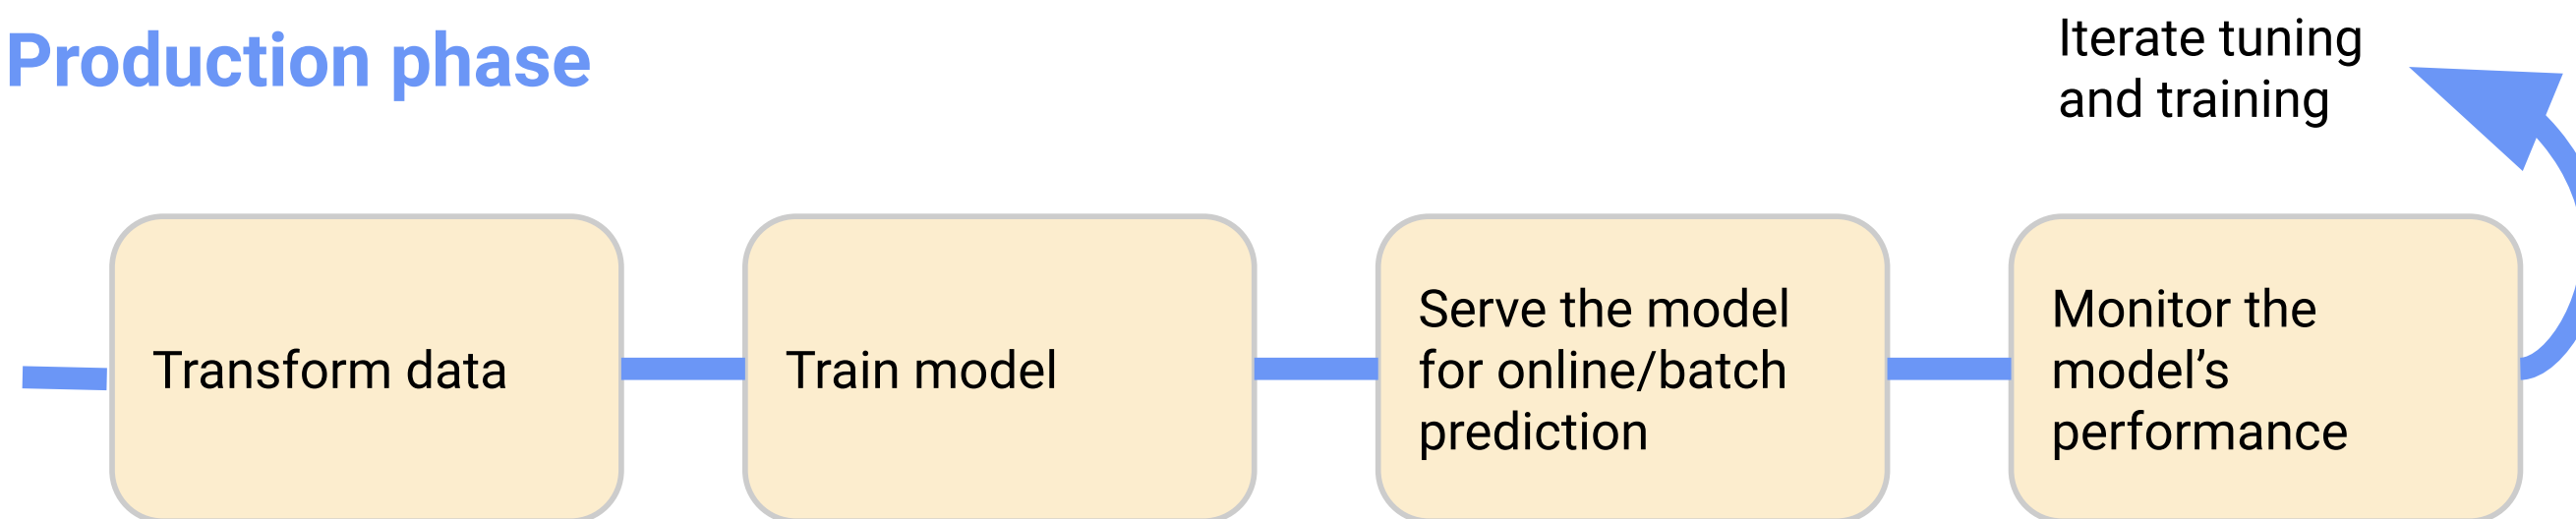 Production phase
Iterate tuning
and training
Transform data
Train model
Serve the model
for online/batch
prediction
Monitor the
model’s
performance